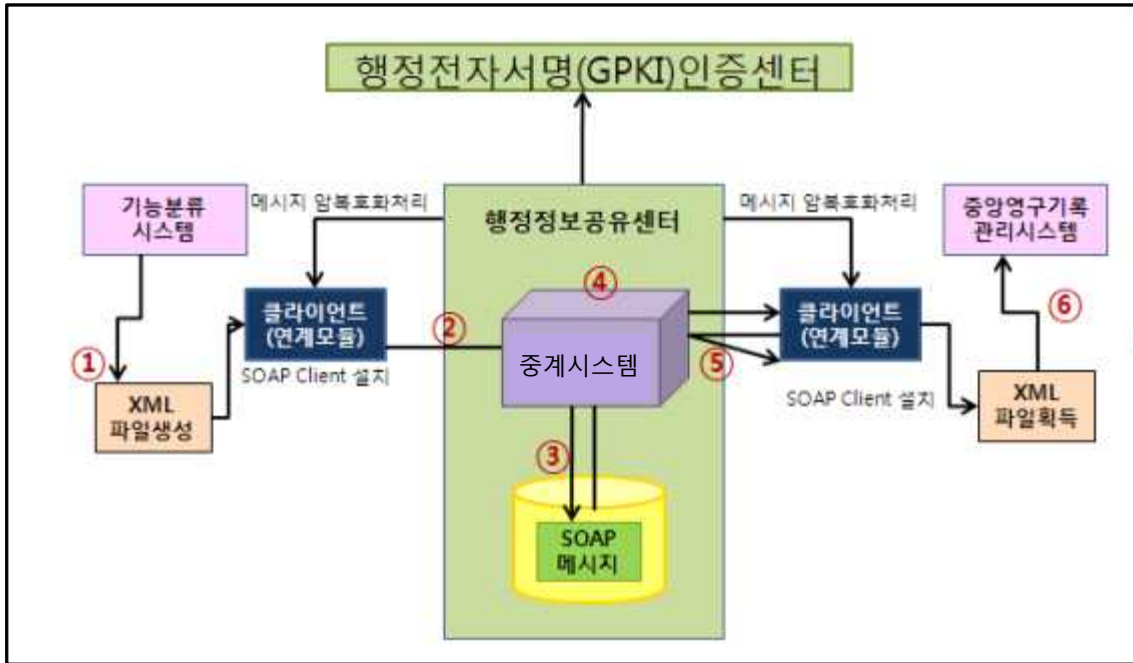 행정전자서명(GPKI)인증센터
기능분류
시스템
메시지 암복호화처리
행정정보공유센터
메시지 암복호화처리
중앙영구기록
관리시스템
①
클라이언트
(연계모듈)
SOAP Client 설치
②
④
중계시스템
⑤
클라이언트
(연계모듈)
SOAP Client 설치
⑥
XML
파일생성
③
SOAP
메시지
XML
파일획득